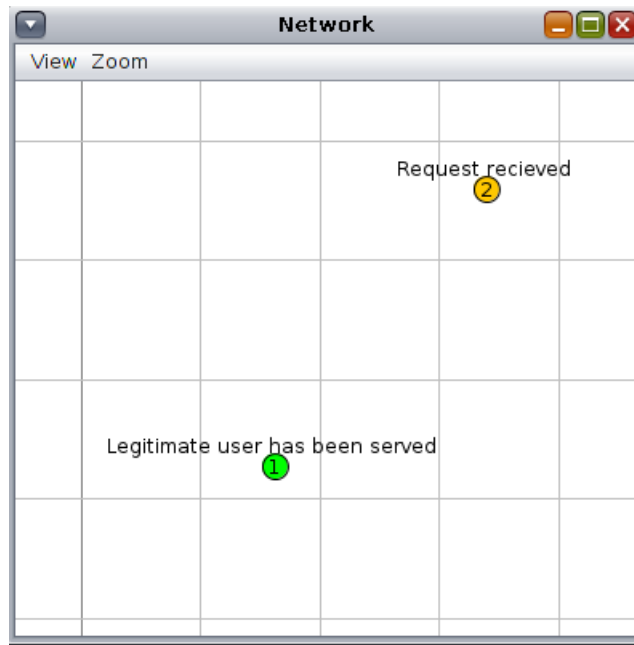 Network
View Zoom
Request recieved
2
Legitimate user has been served
1